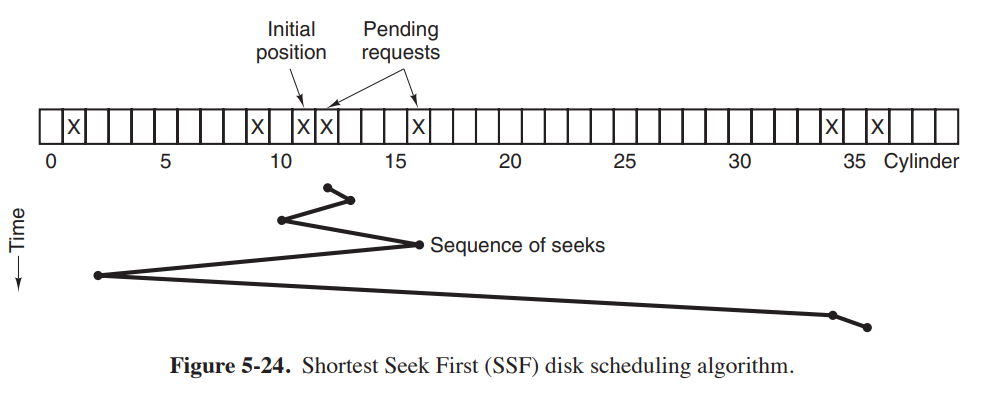 Initial position
Pending requests
X X X X X X X
0 5 10 15 20 25 30 35 Cylinder
Time
Sequence of seeks
Figure 5-24. Shortest Seek First (SSF) disk scheduling algorithm.